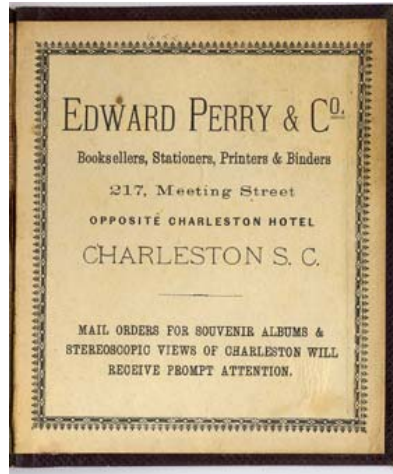 EDWARD PERRY & CO.
Booksellers, Stationers, Printers & Binders
217, Meeting Street
OPPOSITE CHARLESTON HOTEL
CHARLESTON S. C.
MAIL ORDERS FOR SOUVENIR ALBUMS &
STEREOSCOPIC VIEWS OF CHARLESTON WILL
RECEIVE PROMPT ATTENTION.